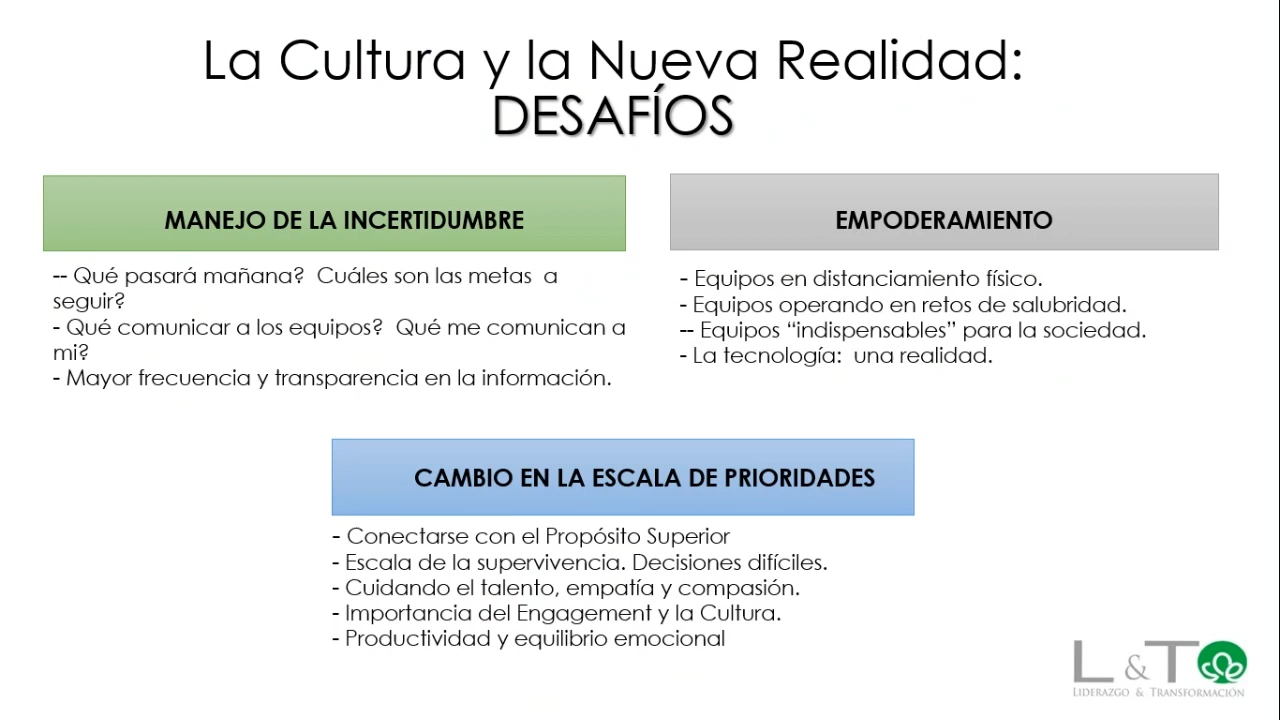 La Cultura y la Nueva Realidad:
DESAFÍOS
MANEJO DE LA INCERTIDUMBRE
-- Qué pasará mañana?  Cuáles son las metas  a
seguir?
- Qué comunicar a los equipos?  Qué me comunican a
mi?
- Mayor frecuencia y transparencia en la información.
EMPODERAMIENTO
- Equipos en distanciamiento físico.
- Equipos operando en retos de salubridad.
-- Equipos “indispensables” para la sociedad.
- La tecnología:  una realidad.
CAMBIO EN LA ESCALA DE PRIORIDADES
- Conectarse con el Propósito Superior
- Escala de la supervivencia. Decisiones difíciles.
- Cuidando el talento, empatía y compasión.
- Importancia del Engagement y la Cultura.
- Productividad y equilibrio emocional
L & T
LIDERAZGO & TRANSFORMACIÓN